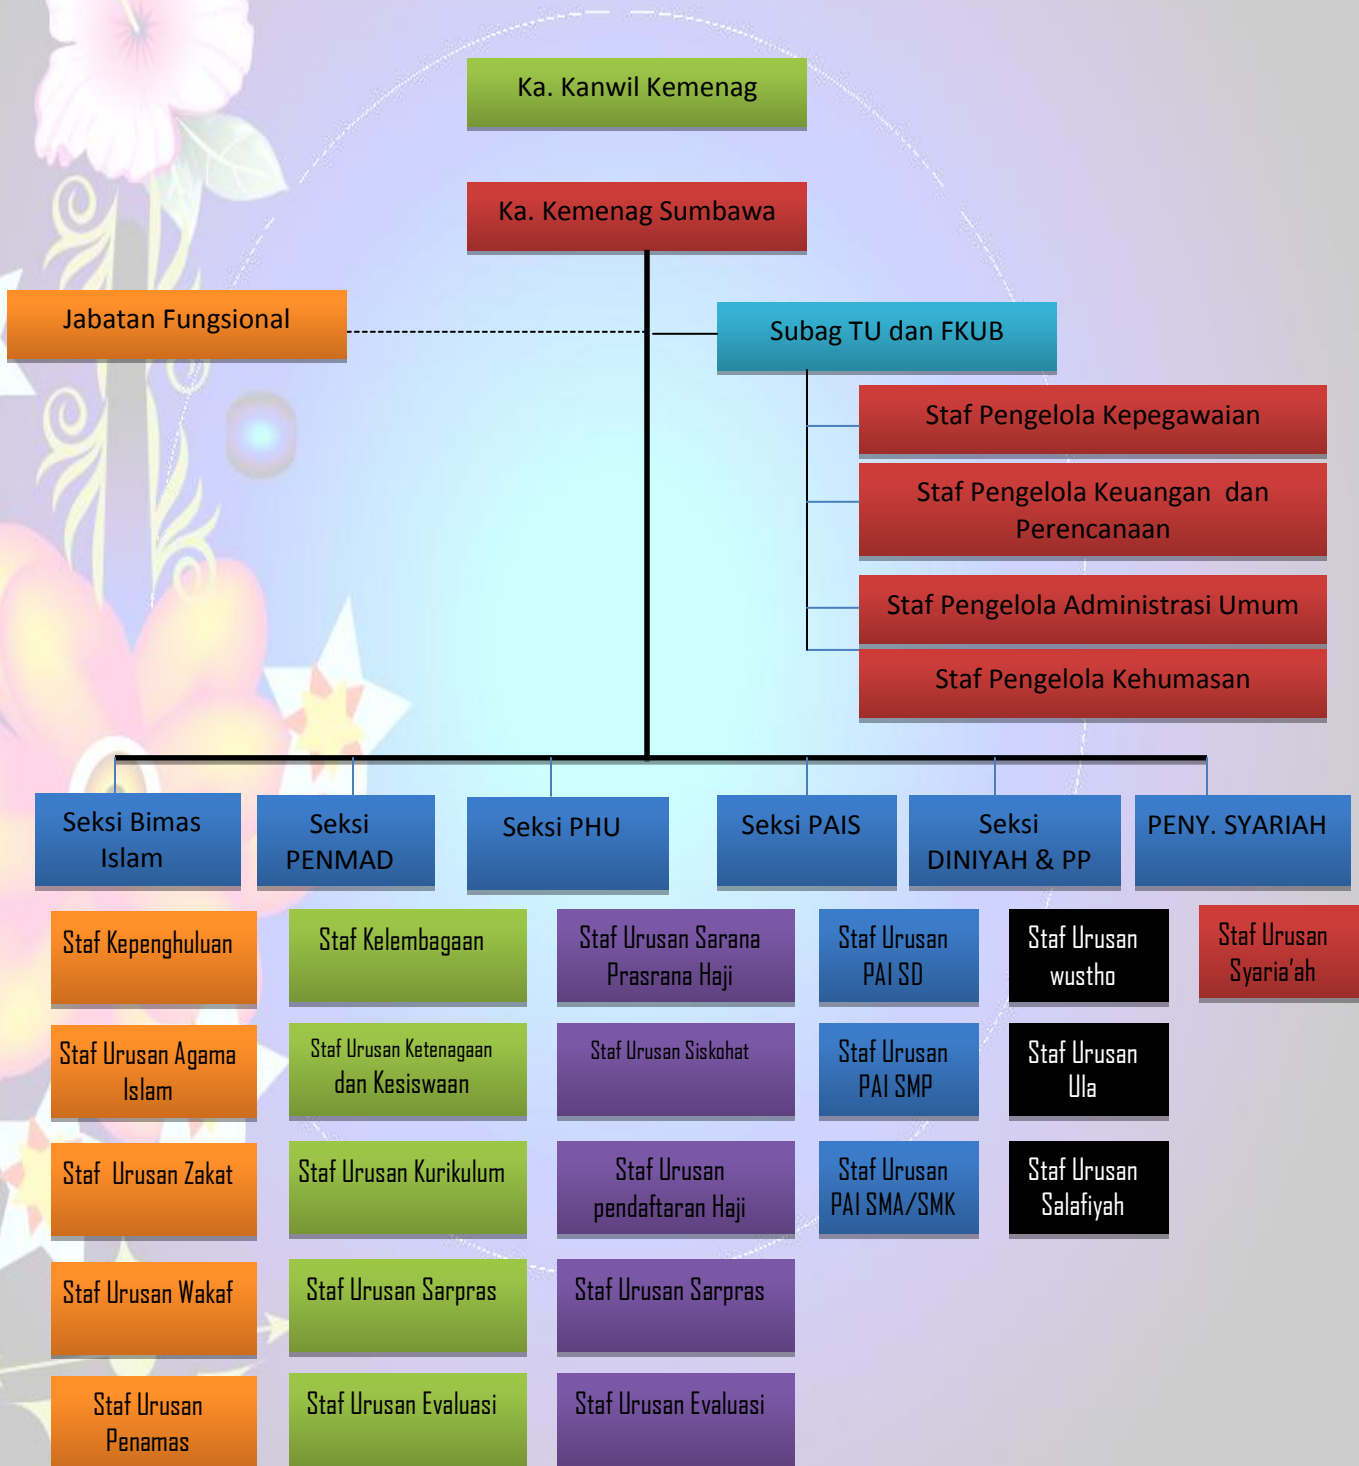 Ka. Kanwil Kemenag
Ka. Kemenag Sumbawa
Jabatan Fungsional
Subag TU dan FKUB
Staf Pengelola Kepegawaian
Staf Pengelola Keuangan dan
Perencanaan
Staf Pengelola Administrasi Umum
Staf Pengelola Kehumasan
Seksi Bimas
Islam
Seksi
PENMAD
Seksi PHU
Seksi PAIS
Seksi
DINIYAH & PP
PENY. SYARIAH
Staf Kepenghuluan
Staf Kelembagaan
Staf Urusan Sarana
Prasrana Haji
Staf Urusan
PAI SD
Staf Urusan
wustho
Staf Urusan
Syaria’ah
Staf Urusan Agama
Islam
Staf Urusan Ketenagaan
dan Kesiswaan
Staf Urusan Siskohat
Staf Urusan
PAI SMP
Staf Urusan
Ula
Staf Urusan Zakat
Staf Urusan Kurikulum
Staf Urusan
pendaftaran Haji
Staf Urusan
PAI SMA/SMK
Staf Urusan
Salafiyah
Staf Urusan Wakaf
Staf Urusan Sarpras
Staf Urusan Sarpras
Staf Urusan
Penamas
Staf Urusan Evaluasi
Staf Urusan Evaluasi